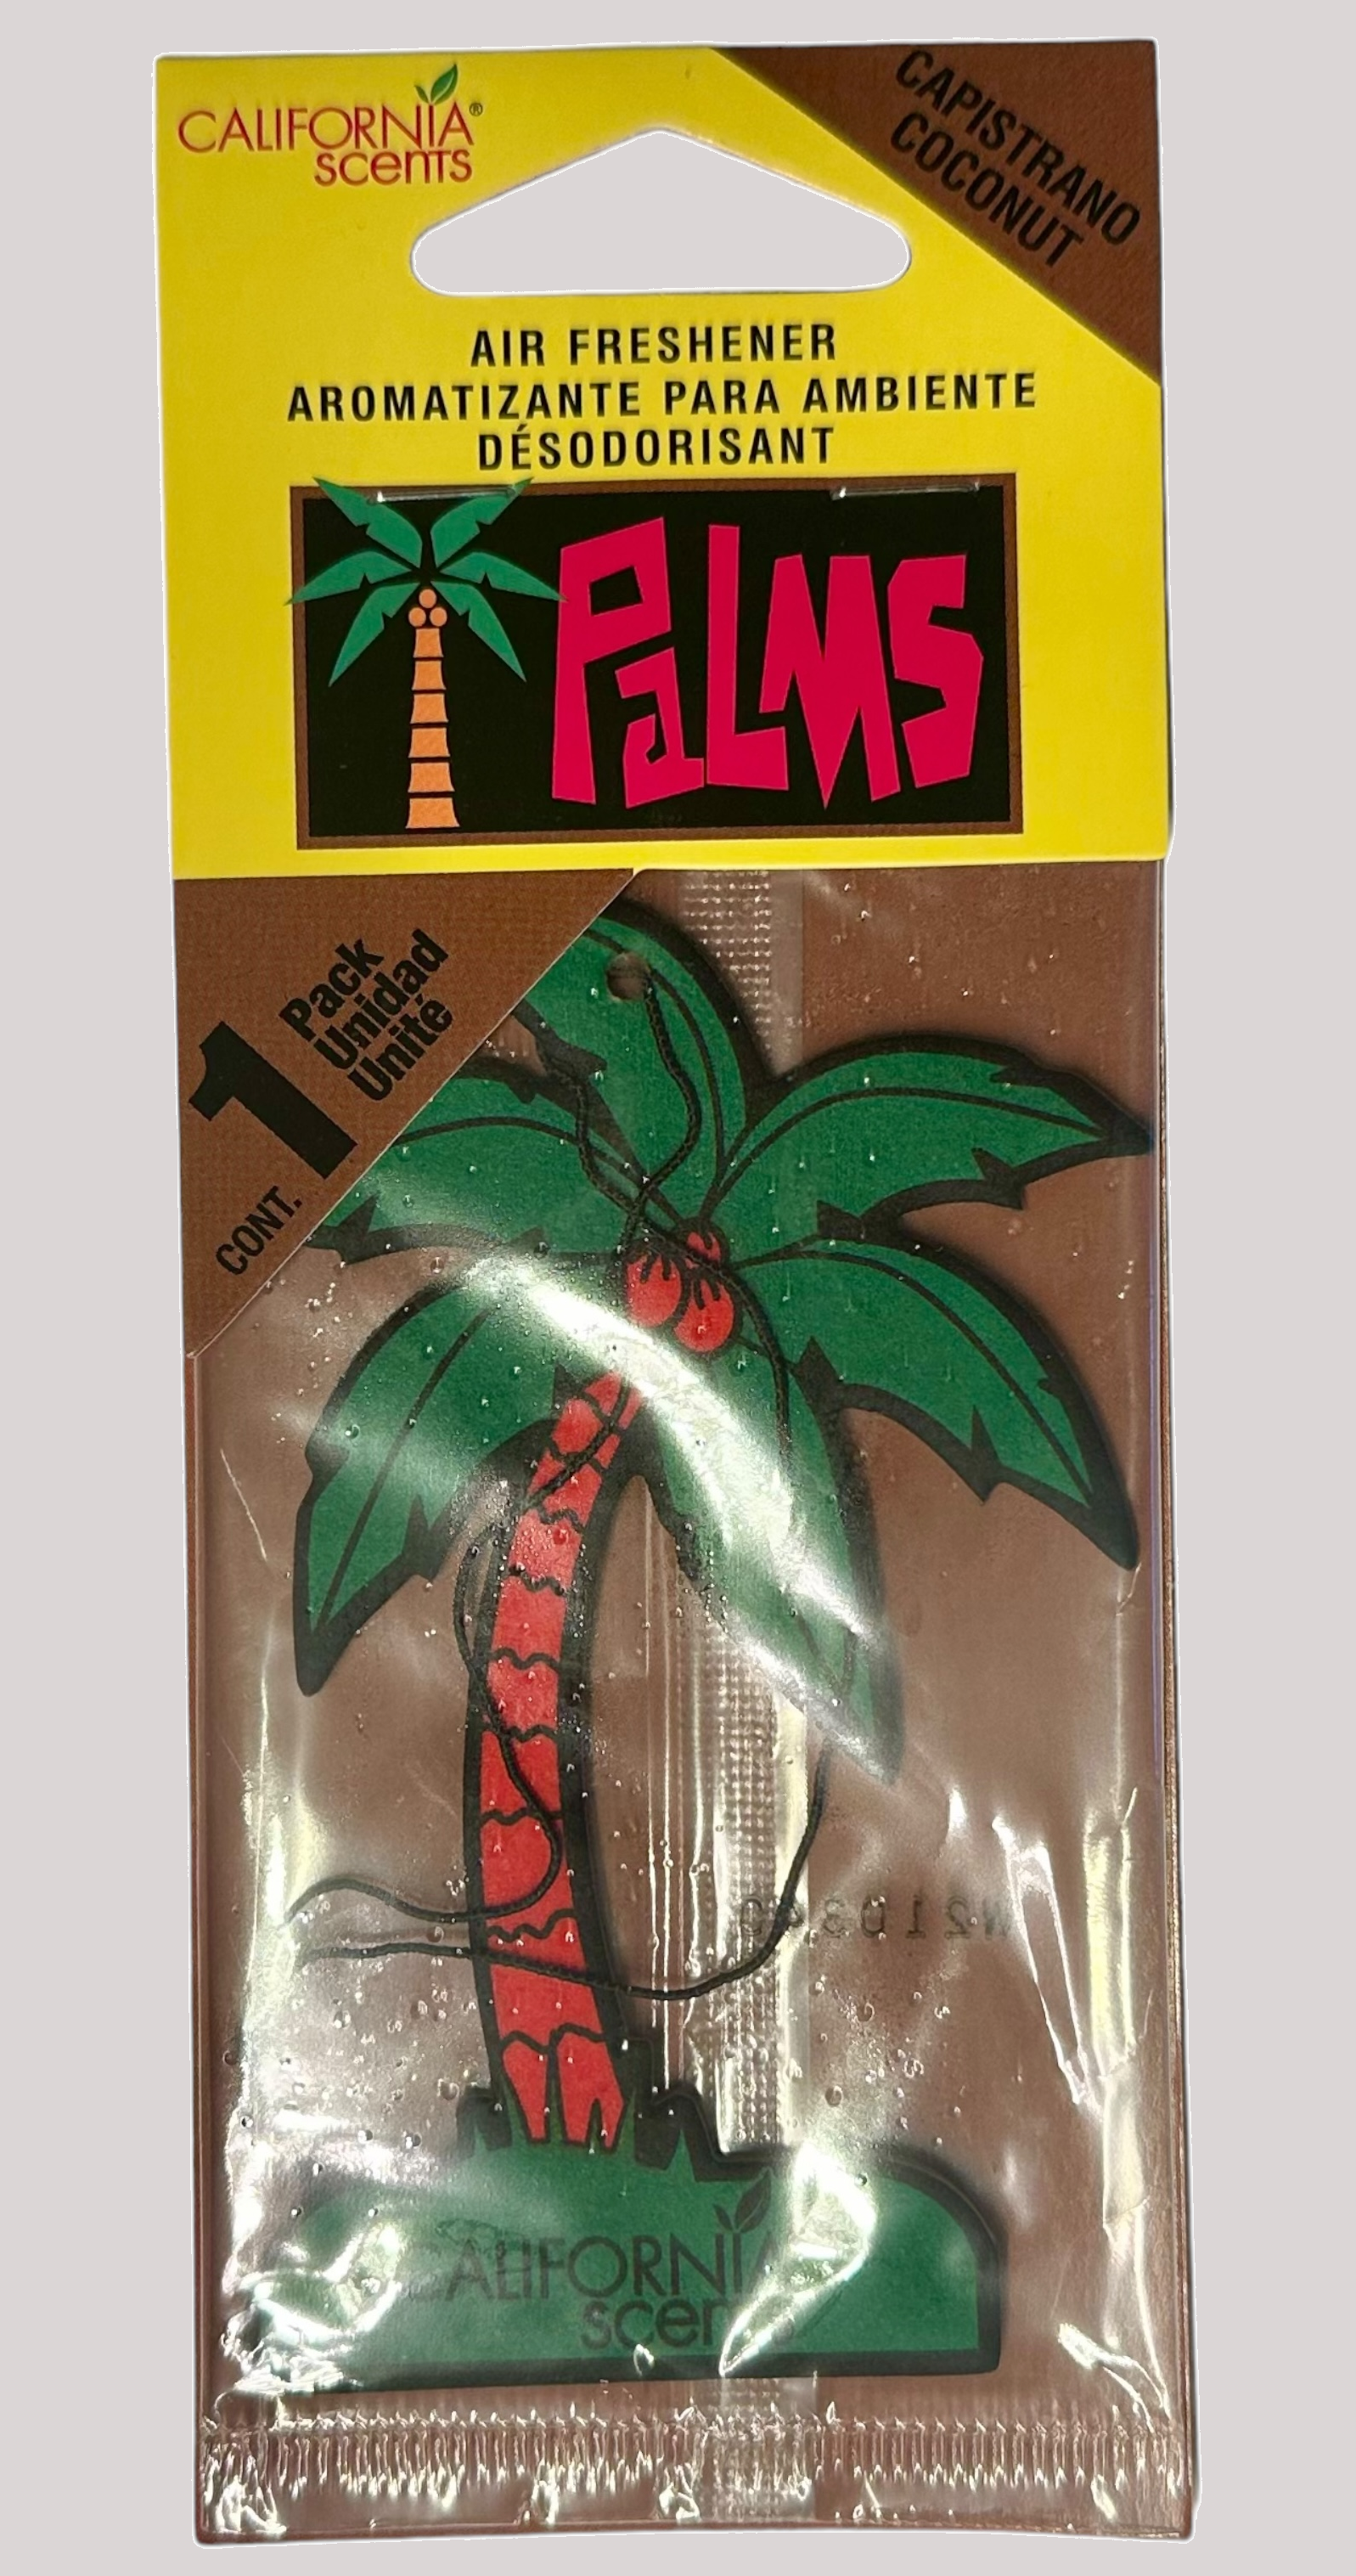 CALIFORNIA®
scents
CAPISTRANO
COCONUT
AIR FRESHENER
AROMATIZANTE PARA AMBIENTE
DÉSODORISANT
PaLMS
CONT. 1 Pack
Unidad
Unité
CALIFORNIA
scents